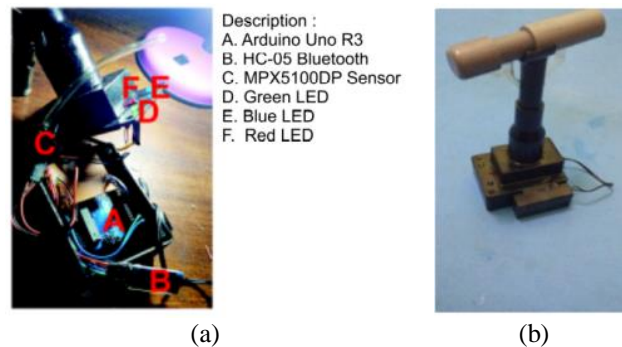 Description :
A. Arduino Uno R3
B. HC-05 Bluetooth
C. MPX5100DP Sensor
D. Green LED
E. Blue LED
F. Red LED
F E
D
C
A
B
(a) (b)